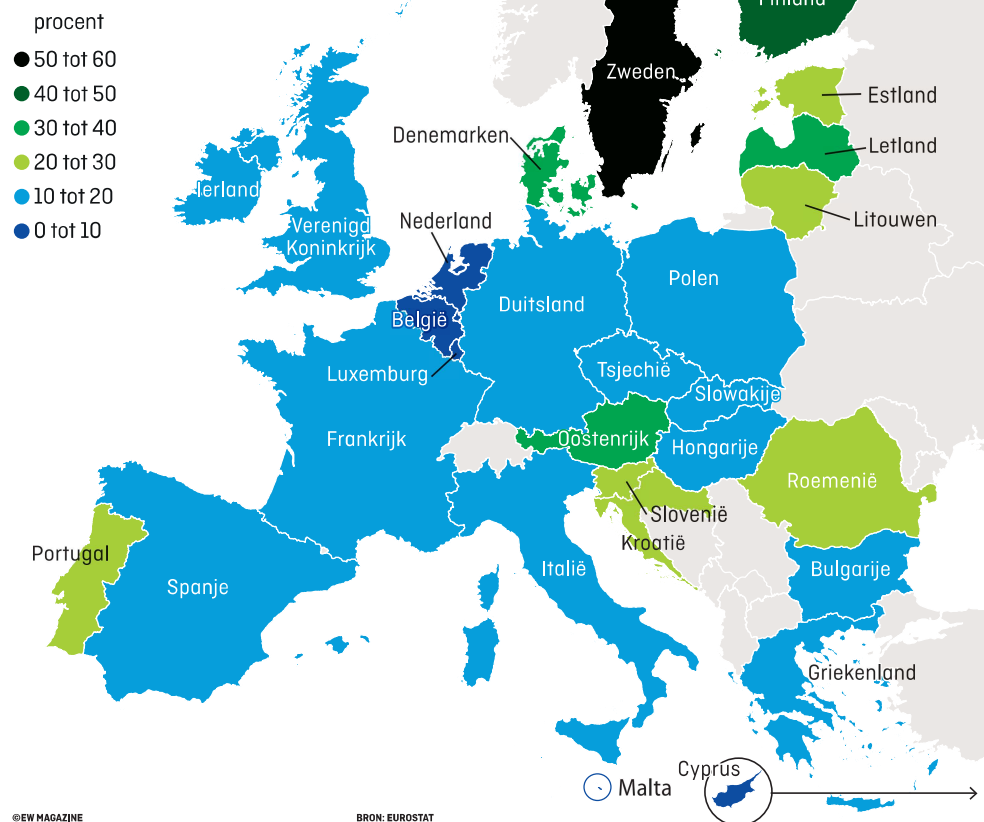 Finland
procent
50 tot 60
40 tot 50
30 tot 40
20 tot 30
10 tot 20
0 tot 10
Zweden
Estland
Denemarken
Letland
Ierland
Nederland
Litouwen
Verenigd
Koninkrijk
Polen
Duitsland
België
Luxemburg
Tsjechië
Slowakije
Frankrijk
Oostenrijk
Hongarije
Roemenië
Slovenië
Kroatië
Portugal
Italië
Bulgarije
Spanje
Griekenland
Cyprus
Malta
©EW MAGAZINE
BRON: EUROSTAT